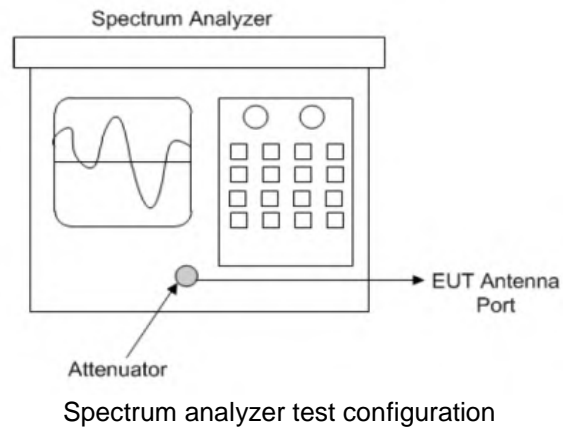 Spectrum Analyzer
EUT Antenna
Port
Attenuator
Spectrum analyzer test configuration